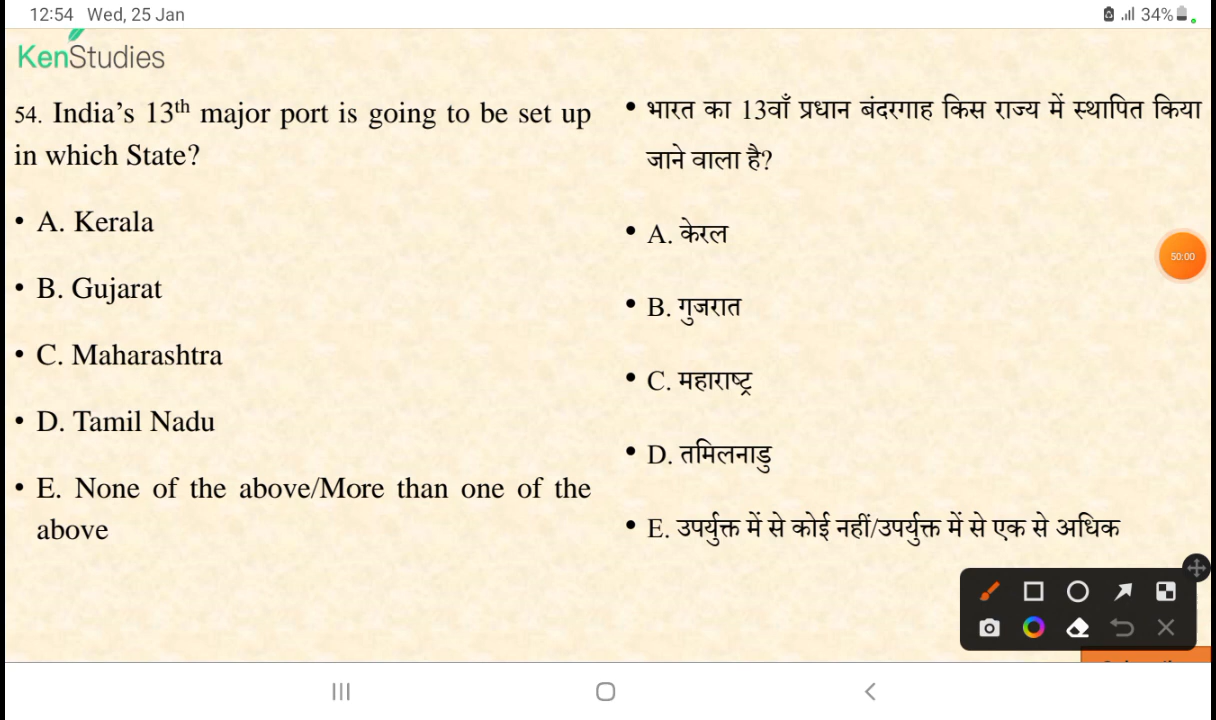 12:54 Wed, 25 Jan
34%
KenStudies
54. India's 13th major port is going to be set up
in which State?
• A. Kerala
• B. Gujarat
• C. Maharashtra
• D. Tamil Nadu
• E. None of the above/More than one of the
above
• भारत का 13वाँ प्रधान बंदरगाह किस राज्य में स्थापित किया
जाने वाला है?
• A. केरल
• B. गुजरात
• C. महाराष्ट्र
• D. तमिलनाडु
• E. उपर्युक्त में से कोई नहीं/उपर्युक्त में से एक से अधिक
50:00